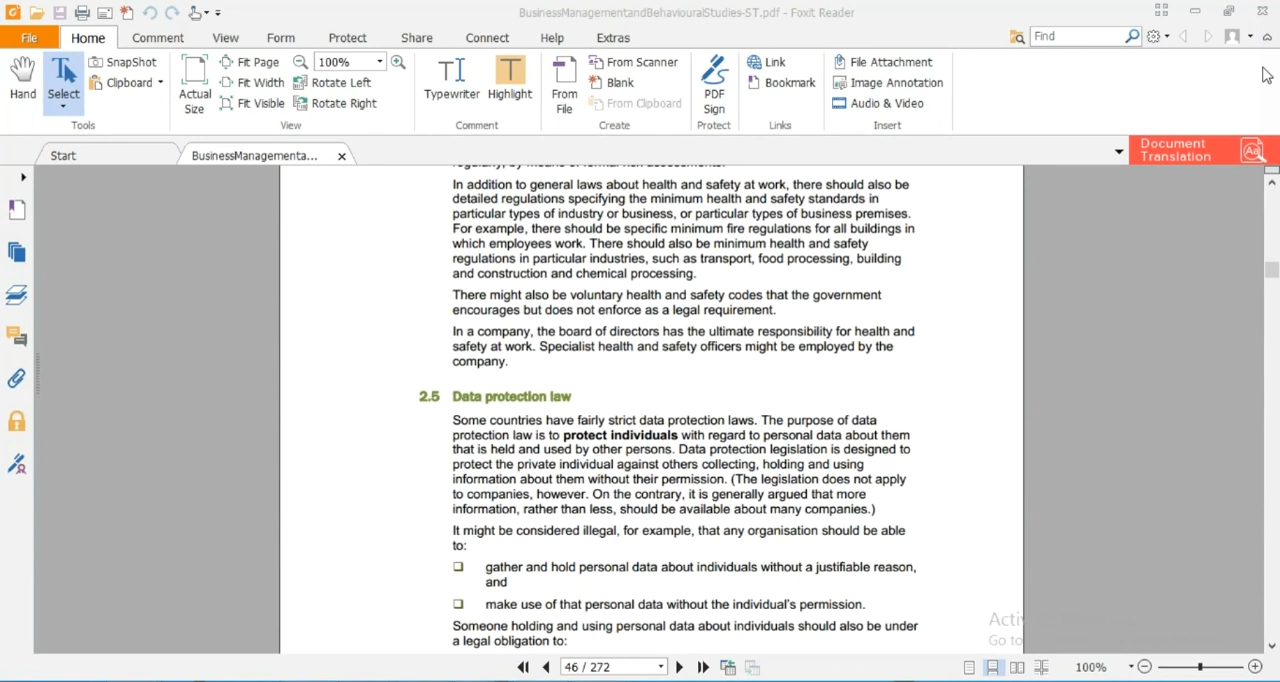 BusinessManagementandBehaviouralStudies-ST.pdf - Foxit Reader
File Home Comment View Form Protect Share Connect Help Extras Find
Hand
Select
SnapShot
Clipboard
Tools
Actual Size
Fit Page
Fit Width
Fit Visible
100%
Rotate Left
Rotate Right
View
Typewriter
Highlight
Comment
From File
From Scanner
Blank
From Clipboard
Create
PDF Sign
Protect
Link
Bookmark
Links
File Attachment
Image Annotation
Audio & Video
Insert
Start
BusinessManagementa...
Document
Translation
In addition to general laws about health and safety at work, there should also be
detailed regulations specifying the minimum health and safety standards in
particular types of industry or business, or particular types of business premises.
For example, there should be specific minimum fire regulations for all buildings in
which employees work. There should also be minimum health and safety
regulations in particular industries, such as transport, food processing, building
and construction and chemical processing.
There might also be voluntary health and safety codes that the government
encourages but does not enforce as a legal requirement.
In a company, the board of directors has the ultimate responsibility for health and
safety at work. Specialist health and safety officers might be employed by the
company.
2.5 Data protection law
Some countries have fairly strict data protection laws. The purpose of data
protection law is to protect individuals with regard to personal data about them
that is held and used by other persons. Data protection legislation is designed to
protect the private individual against others collecting, holding and using
information about them without their permission. (The legislation does not apply
to companies, however. On the contrary, it is generally argued that more
information, rather than less, should be available about many companies.)
It might be considered illegal, for example, that any organisation should be able
to:
❑ gather and hold personal data about individuals without a justifiable reason,
and
❑ make use of that personal data without the individual's permission.
Someone holding and using personal data about individuals should also be under
a legal obligation to:
Go to
46 / 272
100%